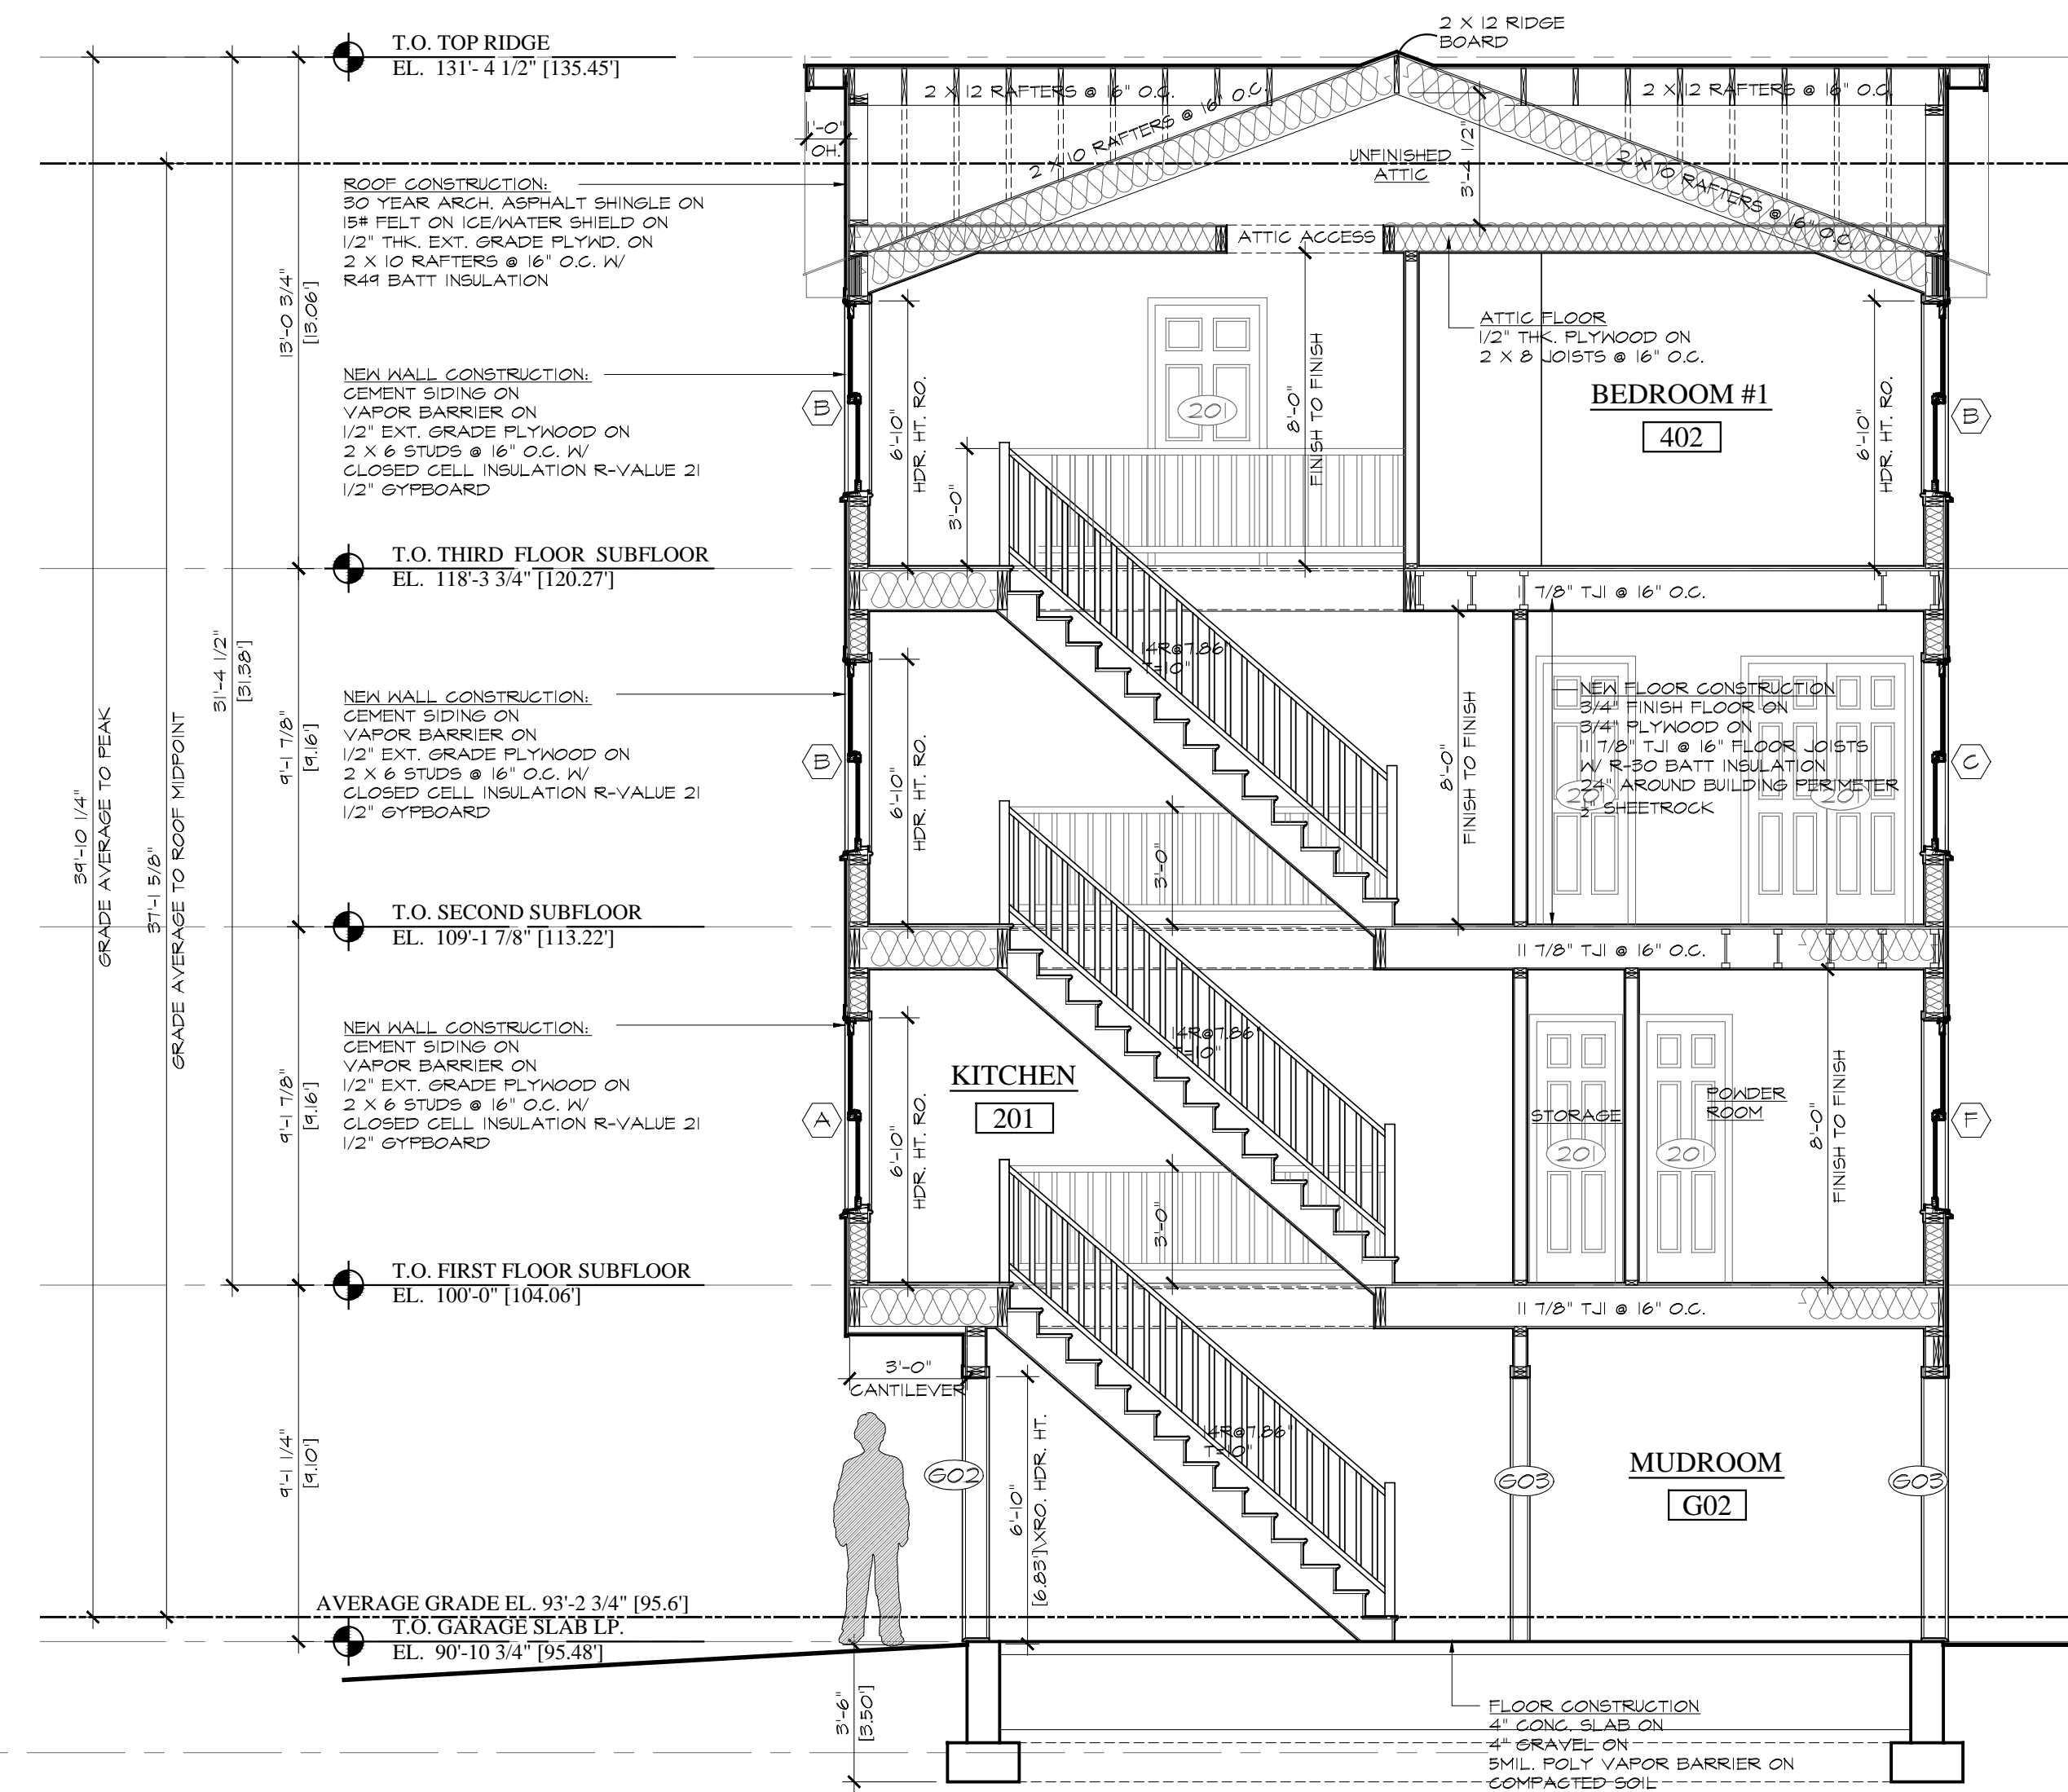 2 X 12 RIDGE
BOARD
T.O. TOP RIDGE
EL. 131'- 4 1/2" [135.45']
2 X 12 RAFTERS @ 16" O.C.
2 X 12 RAFTERS @ 16" O.C.
2 X 10 RAFTERS @ 16" O.C.
2 X 10 RAFTERS @ 16" O.C.
1'-0"
OH.
UNFINISHED
ATTIC
3'-4 1/2"
ROOF CONSTRUCTION:
30 YEAR ARCH. ASPHALT SHINGLE ON
15# FELT ON ICE/WATER SHIELD ON
1/2" THK. EXT. GRADE PLYWD. ON
2 X 10 RAFTERS @ 16" O.C. W/
R49 BATT INSULATION
ATTIC ACCESS
ATTIC FLOOR
1/2" THK. PLYWOOD ON
2 X 8 JOISTS @ 16" O.C.
13'-0 3/4"
[13.06']
NEW WALL CONSTRUCTION:
CEMENT SIDING ON
VAPOR BARRIER ON
1/2" EXT. GRADE PLYWOOD ON
2 X 6 STUDS @ 16" O.C. W/
CLOSED CELL INSULATION R-VALUE 21
1/2" GYPBOARD
B
6'-10"
HDR. HT. RO.
3'-0"
201
8'-0"
FINISH TO FINISH
BEDROOM #1
402
6'-10"
HDR. HT. RO.
B
T.O. THIRD FLOOR SUBFLOOR
EL. 118'-3 3/4" [120.27']
11 7/8" TJI @ 16" O.C.
31'-4 1/2"
[31.38']
14R@7.86"
T=10"
39'-10 1/4"
GRADE AVERAGE TO PEAK
37'-1 5/8"
GRADE AVERAGE TO ROOF MIDPOINT
9'-1 7/8"
[9.16']
NEW WALL CONSTRUCTION:
CEMENT SIDING ON
VAPOR BARRIER ON
1/2" EXT. GRADE PLYWOOD ON
2 X 6 STUDS @ 16" O.C. W/
CLOSED CELL INSULATION R-VALUE 21
1/2" GYPBOARD
B
6'-10"
HDR. HT. RO.
3'-0"
8'-0"
FINISH TO FINISH
NEW FLOOR CONSTRUCTION
3/4" FINISH FLOOR ON
3/4" PLYWOOD ON
11 7/8" TJI @ 16" FLOOR JOISTS
W/ R-30 BATT INSULATION
24" AROUND BUILDING PERIMETER
SHEETROCK
201
201
C
T.O. SECOND SUBFLOOR
EL. 109'-1 7/8" [113.22']
11 7/8" TJI @ 16" O.C.
9'-1 7/8"
[9.16']
NEW WALL CONSTRUCTION:
CEMENT SIDING ON
VAPOR BARRIER ON
1/2" EXT. GRADE PLYWOOD ON
2 X 6 STUDS @ 16" O.C. W/
CLOSED CELL INSULATION R-VALUE 21
1/2" GYPBOARD
A
6'-10"
HDR. HT. RO.
KITCHEN
201
14R@7.86"
T=10"
3'-0"
STORAGE
201
POWDER
ROOM
201
8'-0"
FINISH TO FINISH
F
T.O. FIRST FLOOR SUBFLOOR
EL. 100'-0" [104.06']
11 7/8" TJI @ 16" O.C.
3'-0"
CANTILEVER
9'-1 1/4"
[9.10']
G02
6'-10"
[6.83']\XRO. HDR. HT.
14R@7.86"
T=10"
G03
MUDROOM
G02
G03
AVERAGE GRADE EL. 93'-2 3/4" [95.6']
T.O. GARAGE SLAB LP.
EL. 90'-10 3/4" [95.48']
3'-6"
[3.50']
FLOOR CONSTRUCTION
4" CONC. SLAB ON
4" GRAVEL ON
5MIL. POLY VAPOR BARRIER ON
COMPACTED SOIL